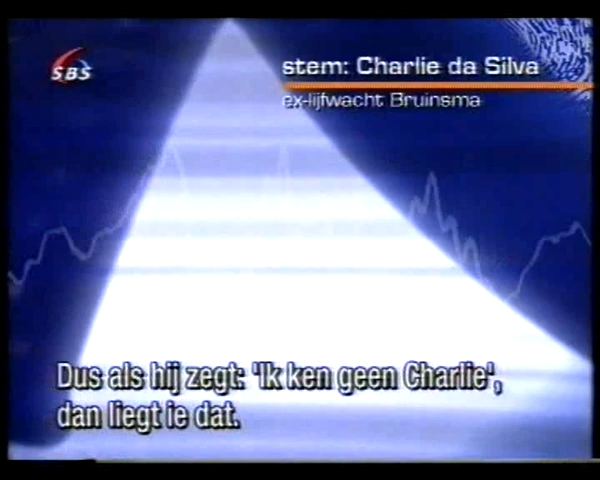 SBS
stem: Charlie da Silva
ex-lijfwacht Bruinsma
Dus als hij zegt: 'Ik ken geen Charlie',
dan liegt ie dat.